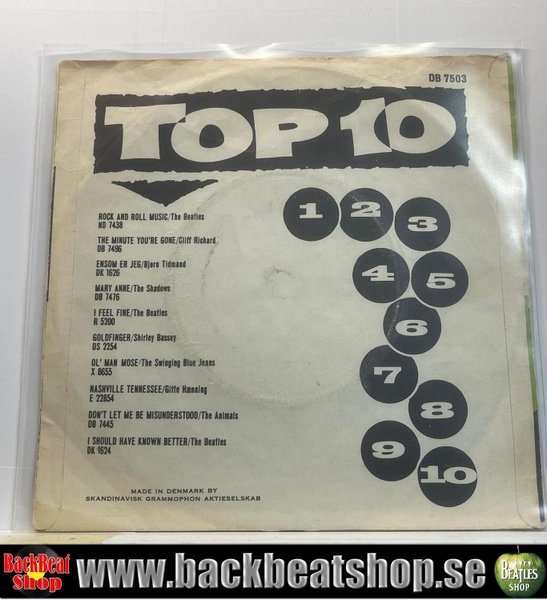 DB 7503
TOP 10
ROCK AND ROLL MUSIC/The Beatles
ND 7438
THE MINUTE YOU'RE GONE/Cliff Richard
DB 7496
ENSOM ER JEG/Bjørn Tidmand
DK 1626
MARY ANNE/The Shadows
DB 7476
I FEEL FINE/The Beatles
R 5200
GOLDFINGER/Shirley Bassey
DS 2254
OL' MAN MOSE/The Swinging Blue Jeans
X 8655
NASHVILLE TENNESSEE/Gitte Hænning
E 22854
DON'T LET ME BE MISUNDERSTOOD/The Animals
DB 7445
I SHOULD HAVE KNOWN BETTER/The Beatles
DK 1624
1 2 3
4 5
6
7
8
9
10
MADE IN DENMARK BY
SKANDINAVISK GRAMMOPHON AKTIESELSKAB
BackBeat
Shop
www.backbeatshop.se
BEATLES
SHOP